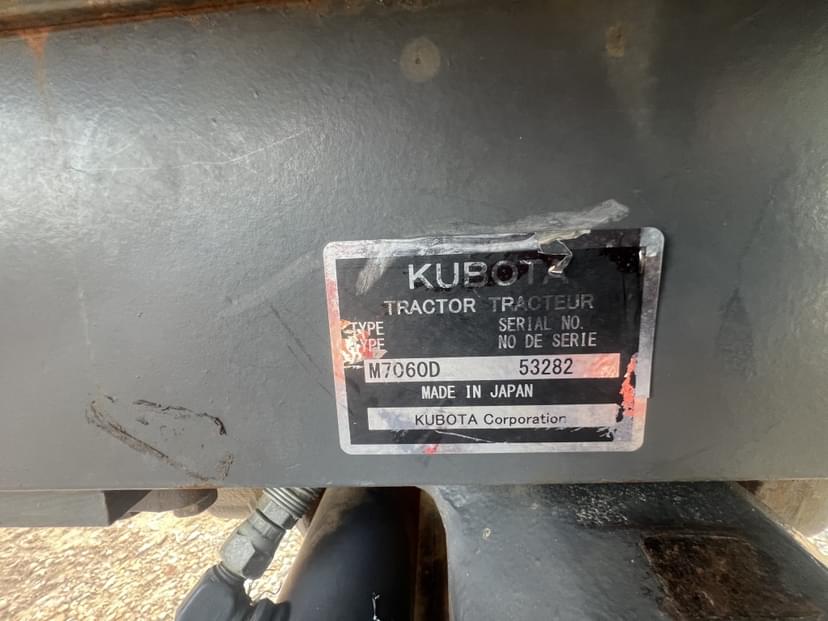 KUBOTA
TRACTOR TRACTEUR
TYPE SERIAL NO.
TYPE NO DE SERIE
M7060D 53282
MADE IN JAPAN
KUBOTA Corporation